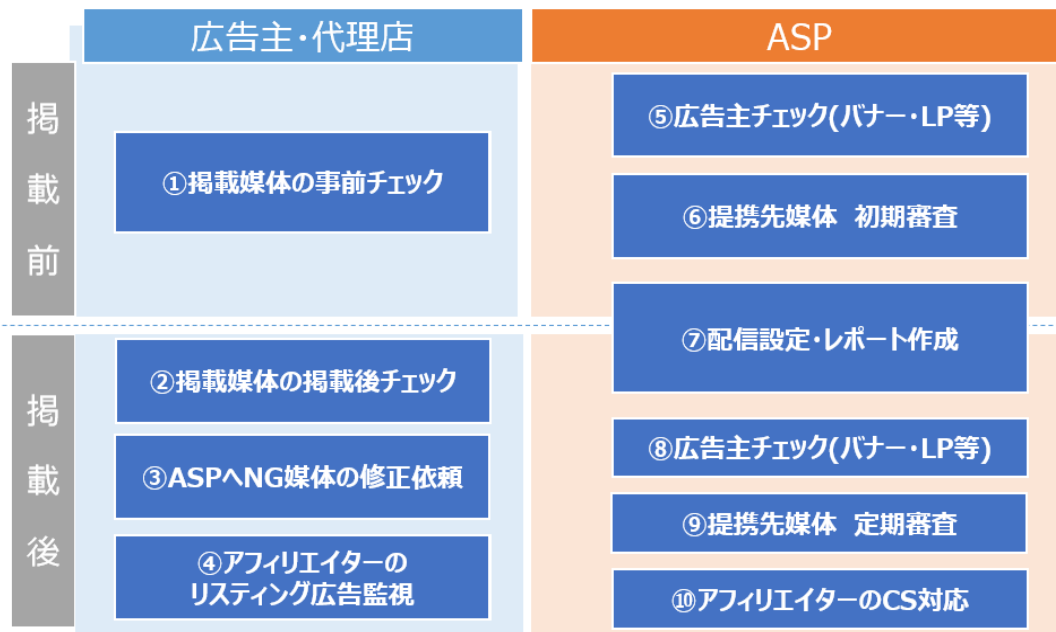 広告主・代理店
ASP
掲載前
①掲載媒体の事前チェック
⑤広告主チェック(バナー・LP等)
⑥提携先媒体 初期審査
⑦配信設定・レポート作成
掲載後
②掲載媒体の掲載後チェック
③ASPへNG媒体の修正依頼
④アフィリエイターの
リスティング広告監視
⑧広告主チェック(バナー・LP等)
⑨提携先媒体 定期審査
⑩アフィリエイターのCS対応